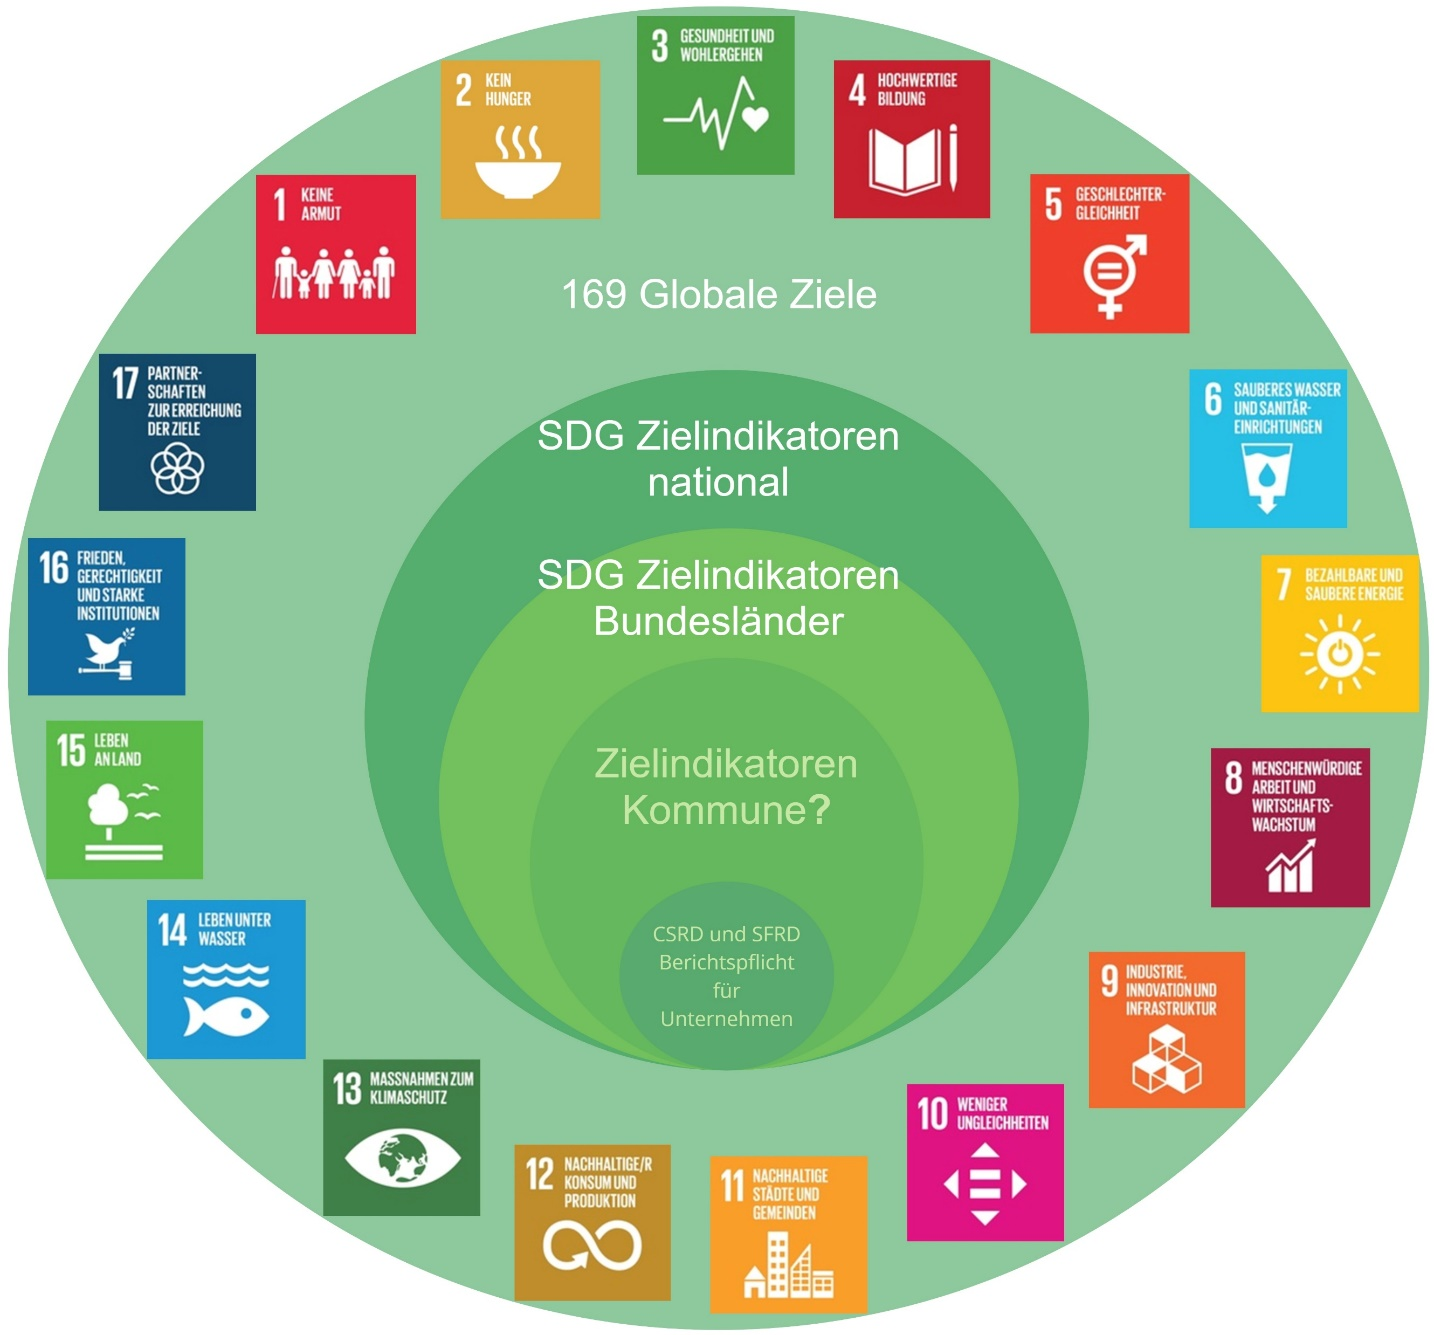 3 GESUNDHEIT UND
WOHLERGEHEN
2 KEIN
HUNGER
4 HOCHWERTIGE
BILDUNG
1 KEINE
ARMUT
5 GESCHLECHTER-
GLEICHHEIT
169 Globale Ziele
17 PARTNER-
SCHAFTEN
ZUR ERREICHUNG
DER ZIELE
6 SAUBERES WASSER
UND SANITÄR-
EINRICHTUNGEN
SDG Zielindikatoren
national
16 FRIEDEN,
GERECHTIGKEIT
UND STARKE
INSTITUTIONEN
7 BEZAHLBARE UND
SAUBERE ENERGIE
SDG Zielindikatoren
Bundesländer
15 LEBEN
AN LAND
8 MENSCHENWÜRDIGE
ARBEIT UND
WIRTSCHAFTS-
WACHSTUM
Zielindikatoren
Kommune?
14 LEBEN UNTER
WASSER
CSRD und SFRD
Berichtspflicht
für
Unternehmen
9 INDUSTRIE,
INNOVATION UND
INFRASTRUKTUR
13 MASSNAHMEN ZUM
KLIMASCHUTZ
10 WENIGER
UNGLEICHHEITEN
12 NACHHALTIGE/R
KONSUM UND
PRODUKTION
11 NACHHALTIGE
STÄDTE UND
GEMEINDEN